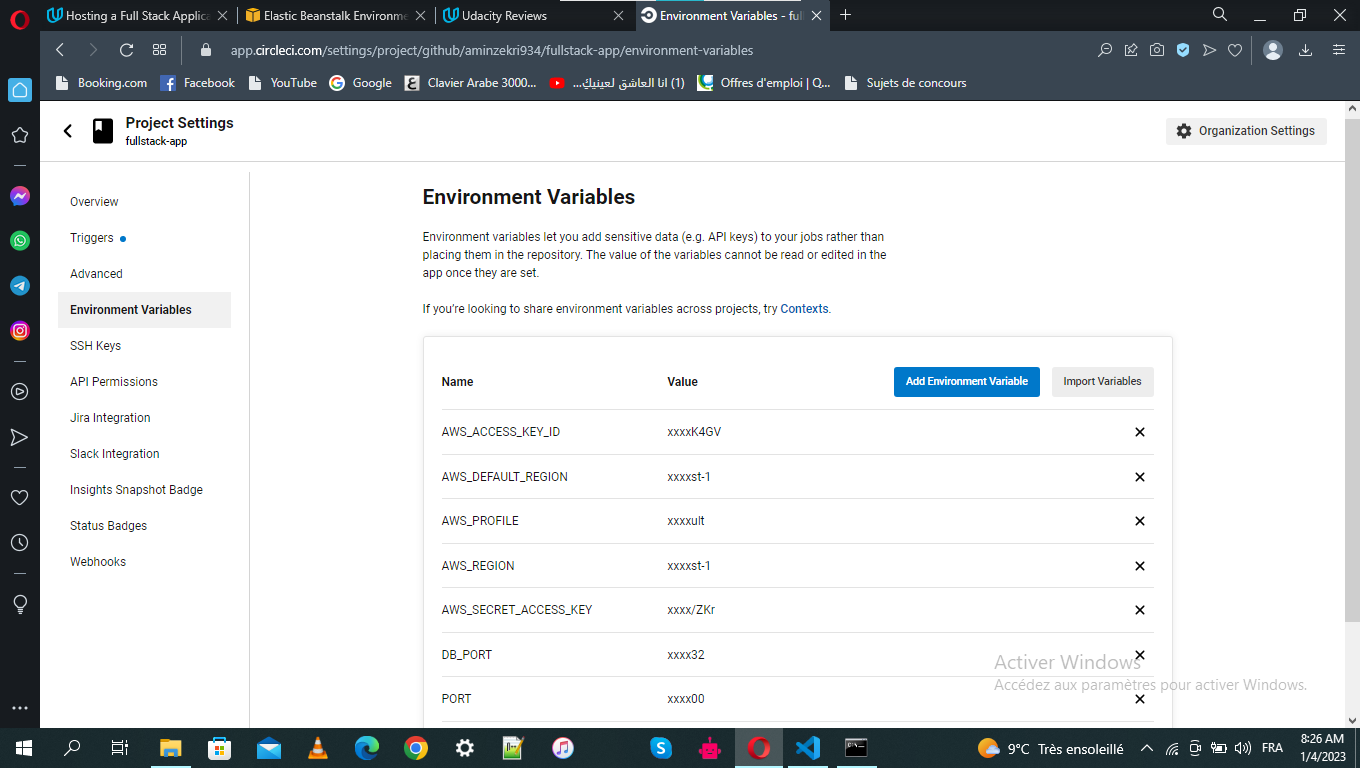 Hosting a Full Stack Applica
Elastic Beanstalk Environme
Udacity Reviews
Environment Variables - ful
app.circleci.com/settings/project/github/aminzekri934/fullstack-app/environment-variables
Booking.com
Facebook
YouTube
Google
Clavier Arabe 3000...
(1) انا العاشق لعينيكِ...
Offres d'emploi | Q...
Sujets de concours
Project Settings
fullstack-app
Organization Settings
Overview
Triggers
Advanced
Environment Variables
SSH Keys
API Permissions
Jira Integration
Slack Integration
Insights Snapshot Badge
Status Badges
Webhooks
Environment Variables
Environment variables let you add sensitive data (e.g. API keys) to your jobs rather than
placing them in the repository. The value of the variables cannot be read or edited in the
app once they are set.
If you're looking to share environment variables across projects, try Contexts.
Name Value Add Environment Variable Import Variables
AWS_ACCESS_KEY_ID xxxxK4GV
AWS_DEFAULT_REGION xxxxst-1
AWS_PROFILE xxxxult
AWS_REGION xxxxst-1
AWS_SECRET_ACCESS_KEY xxxx/ZKr
DB_PORT xxxx32
PORT xxxx00
Activer Windows
Accédez aux paramètres pour activer Windows.
9°C Très ensoleillé
FRA
8:26 AM
1/4/2023